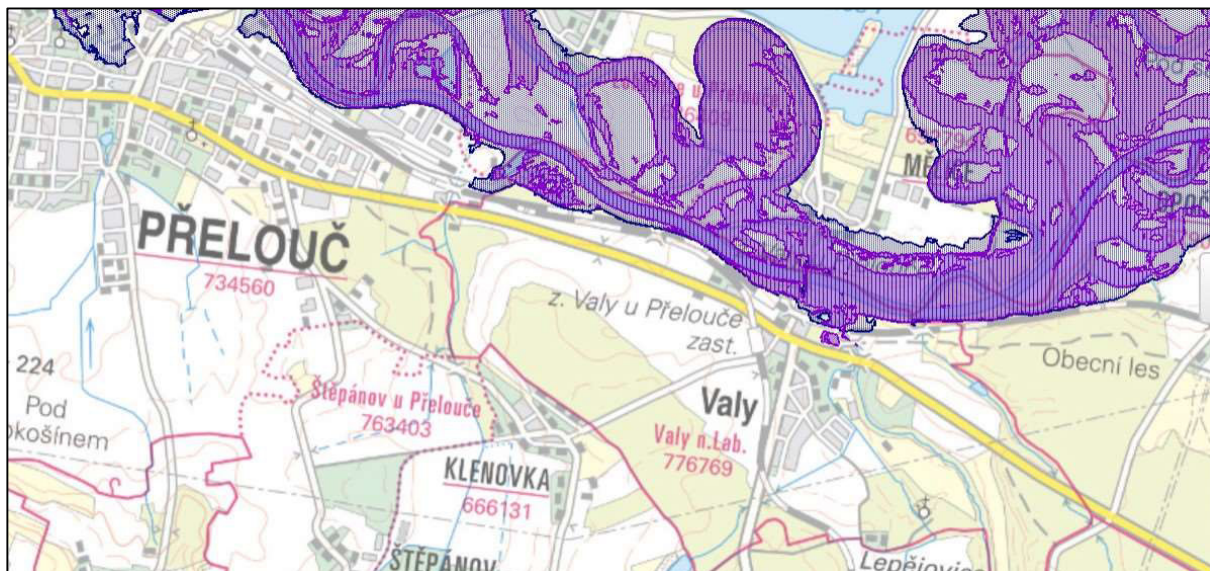 PŘELOUČ
734560
z. Valy u Přelouče
zast.
Obecní les
224
Pod
Štěpánov u Přelouče
763403
Valy
Valy n.Lab.
776769
KLENOVKA
666131
ŠTĚPÁNOV
Lepějovice